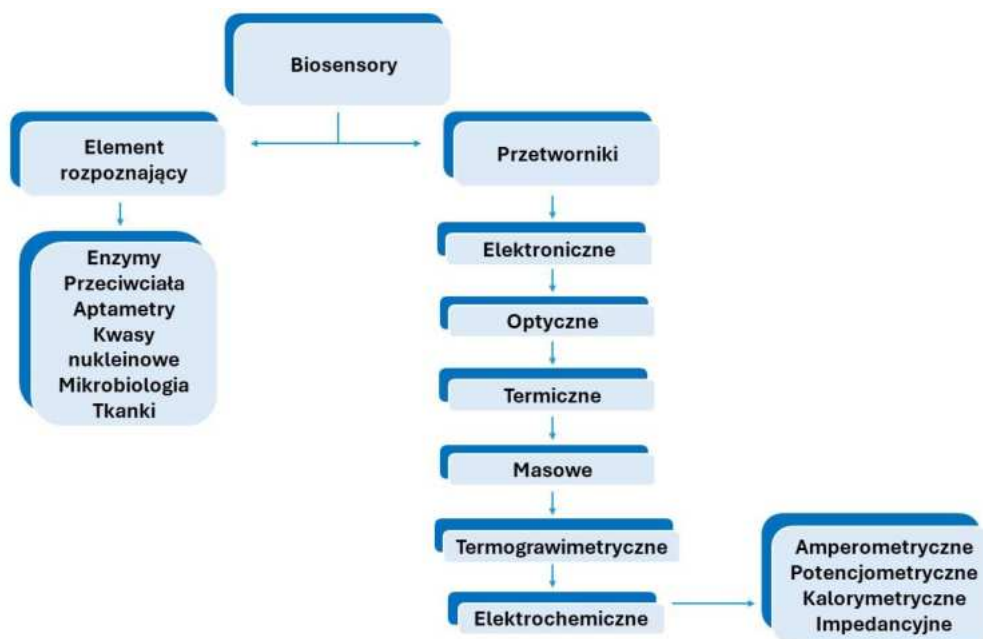 Biosensory
Element
rozpoznający
Enzymy
Przeciwciała
Aptametry
Kwasy
nukleinowe
Mikrobiologia
Tkanki
Przetworniki
Elektroniczne
Optyczne
Termiczne
Masowe
Termograwimetryczne
Elektrochemiczne
Amperometryczne
Potencjometryczne
Kalorymetryczne
Impedancyjne